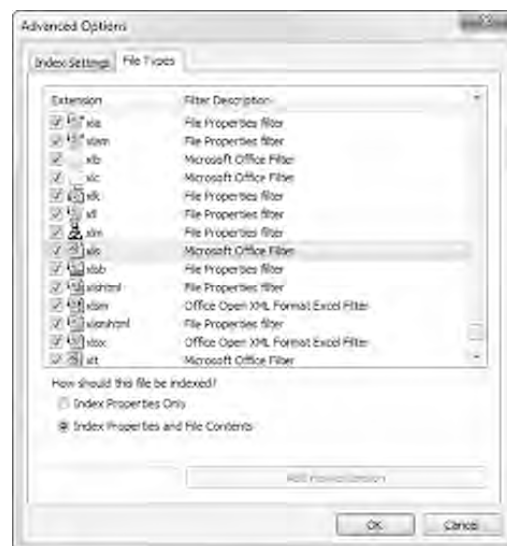 Advanced Options
Index Settings File Types
Extension Filter Description
xla File Properties filter
xlam File Properties filter
xlb Microsoft Office Filter
xlc Microsoft Office Filter
xlk File Properties filter
xll File Properties filter
xlm File Properties filter
xls Microsoft Office Filter
xlsb File Properties filter
xlshtml File Properties filter
xlsm Office Open XML Format Excel Filter
xlsmhtml File Properties filter
xlsx Office Open XML Format Excel Filter
xlt Microsoft Office Filter
How should this file be indexed?
Index Properties Only
Index Properties and File Contents
Add new extension
OK Cancel